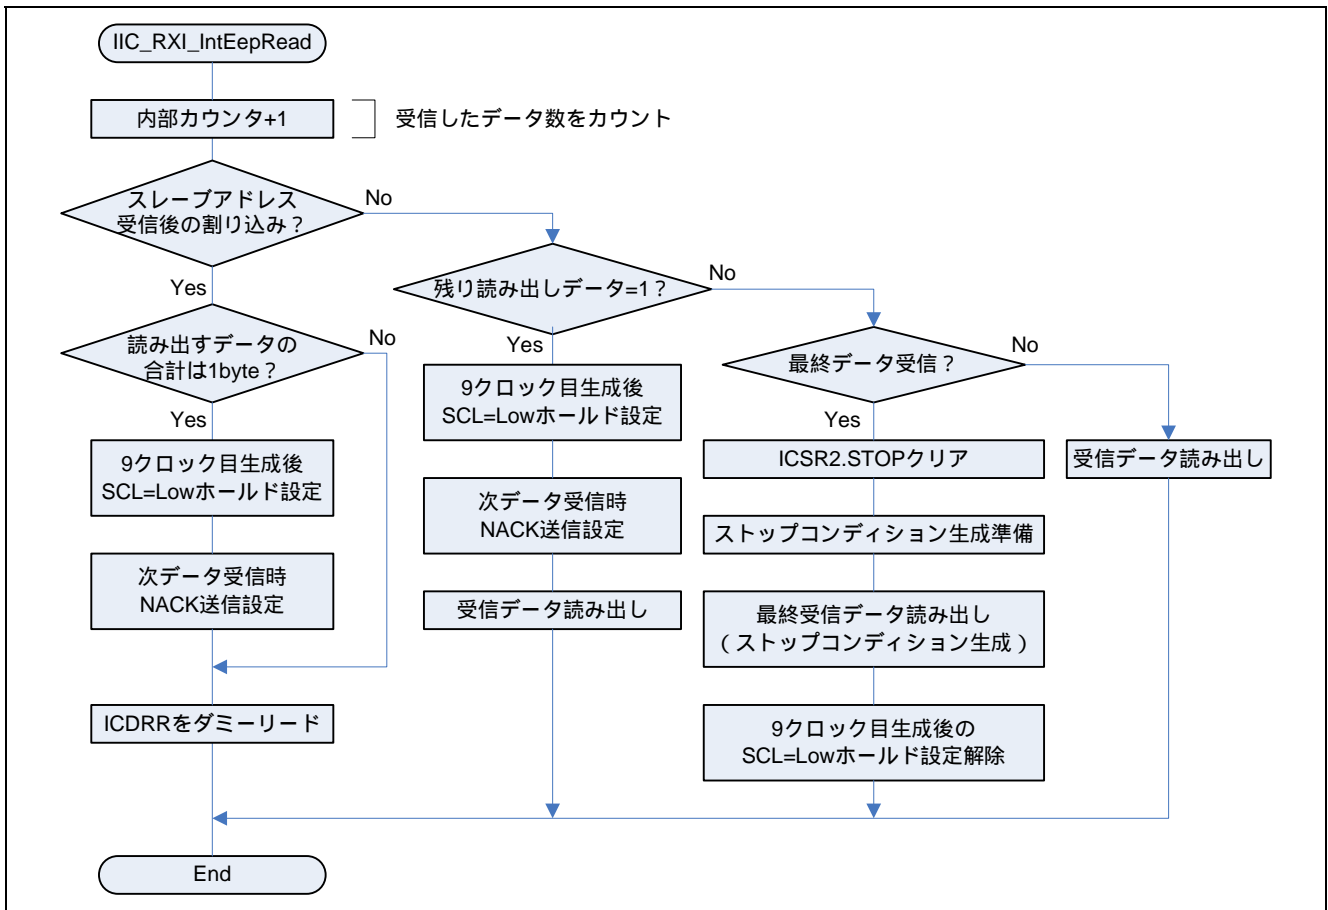 IIC_RXI_IntEepRead
内部カウンタ+1
受信したデータ数をカウント
スレーブアドレス
受信後の割り込み？
No
Yes
読み出すデータの
合計は1byte？
No
Yes
9クロック目生成後
SCL=Lowホールド設定
次データ受信時
NACK送信設定
ICDRRをダミーリード
残り読み出しデータ=1？
No
Yes
9クロック目生成後
SCL=Lowホールド設定
次データ受信時
NACK送信設定
受信データ読み出し
最終データ受信？
No
Yes
ICSR2.STOPクリア
ストップコンディション生成準備
最終受信データ読み出し
（ストップコンディション生成）
9クロック目生成後の
SCL=Lowホールド設定解除
受信データ読み出し
End